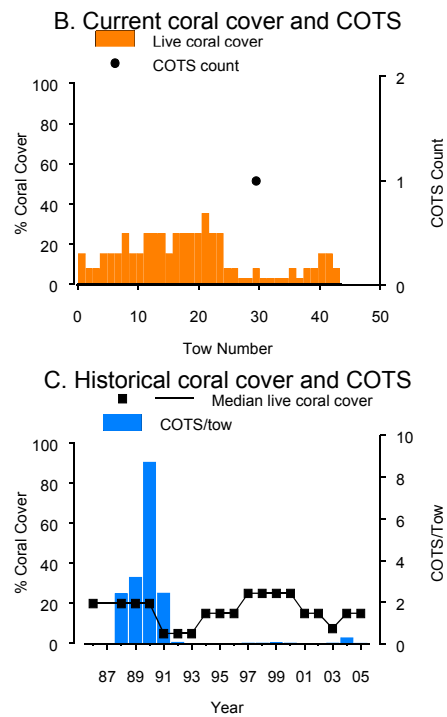 B. Current coral cover and COTS
Live coral cover
COTS count
100
80
60
40
20
0
% Coral Cover
2
1
0
COTS Count
0 10 20 30 40 50
Tow Number
C. Historical coral cover and COTS
Median live coral cover
COTS/tow
100
80
60
40
20
0
% Coral Cover
10
8
6
4
2
0
COTS/Tow
87 89 91 93 95 97 99 01 03 05
Year